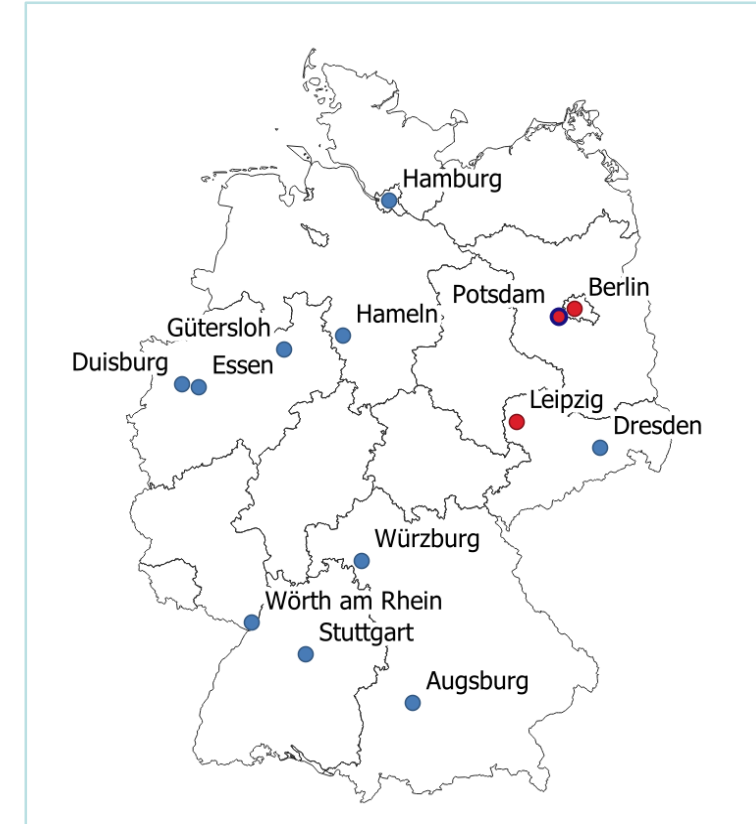 Hamburg
Berlin
Potsdam
Hameln
Gütersloh
Duisburg
Essen
Leipzig
Dresden
Würzburg
Wörth am Rhein
Stuttgart
Augsburg